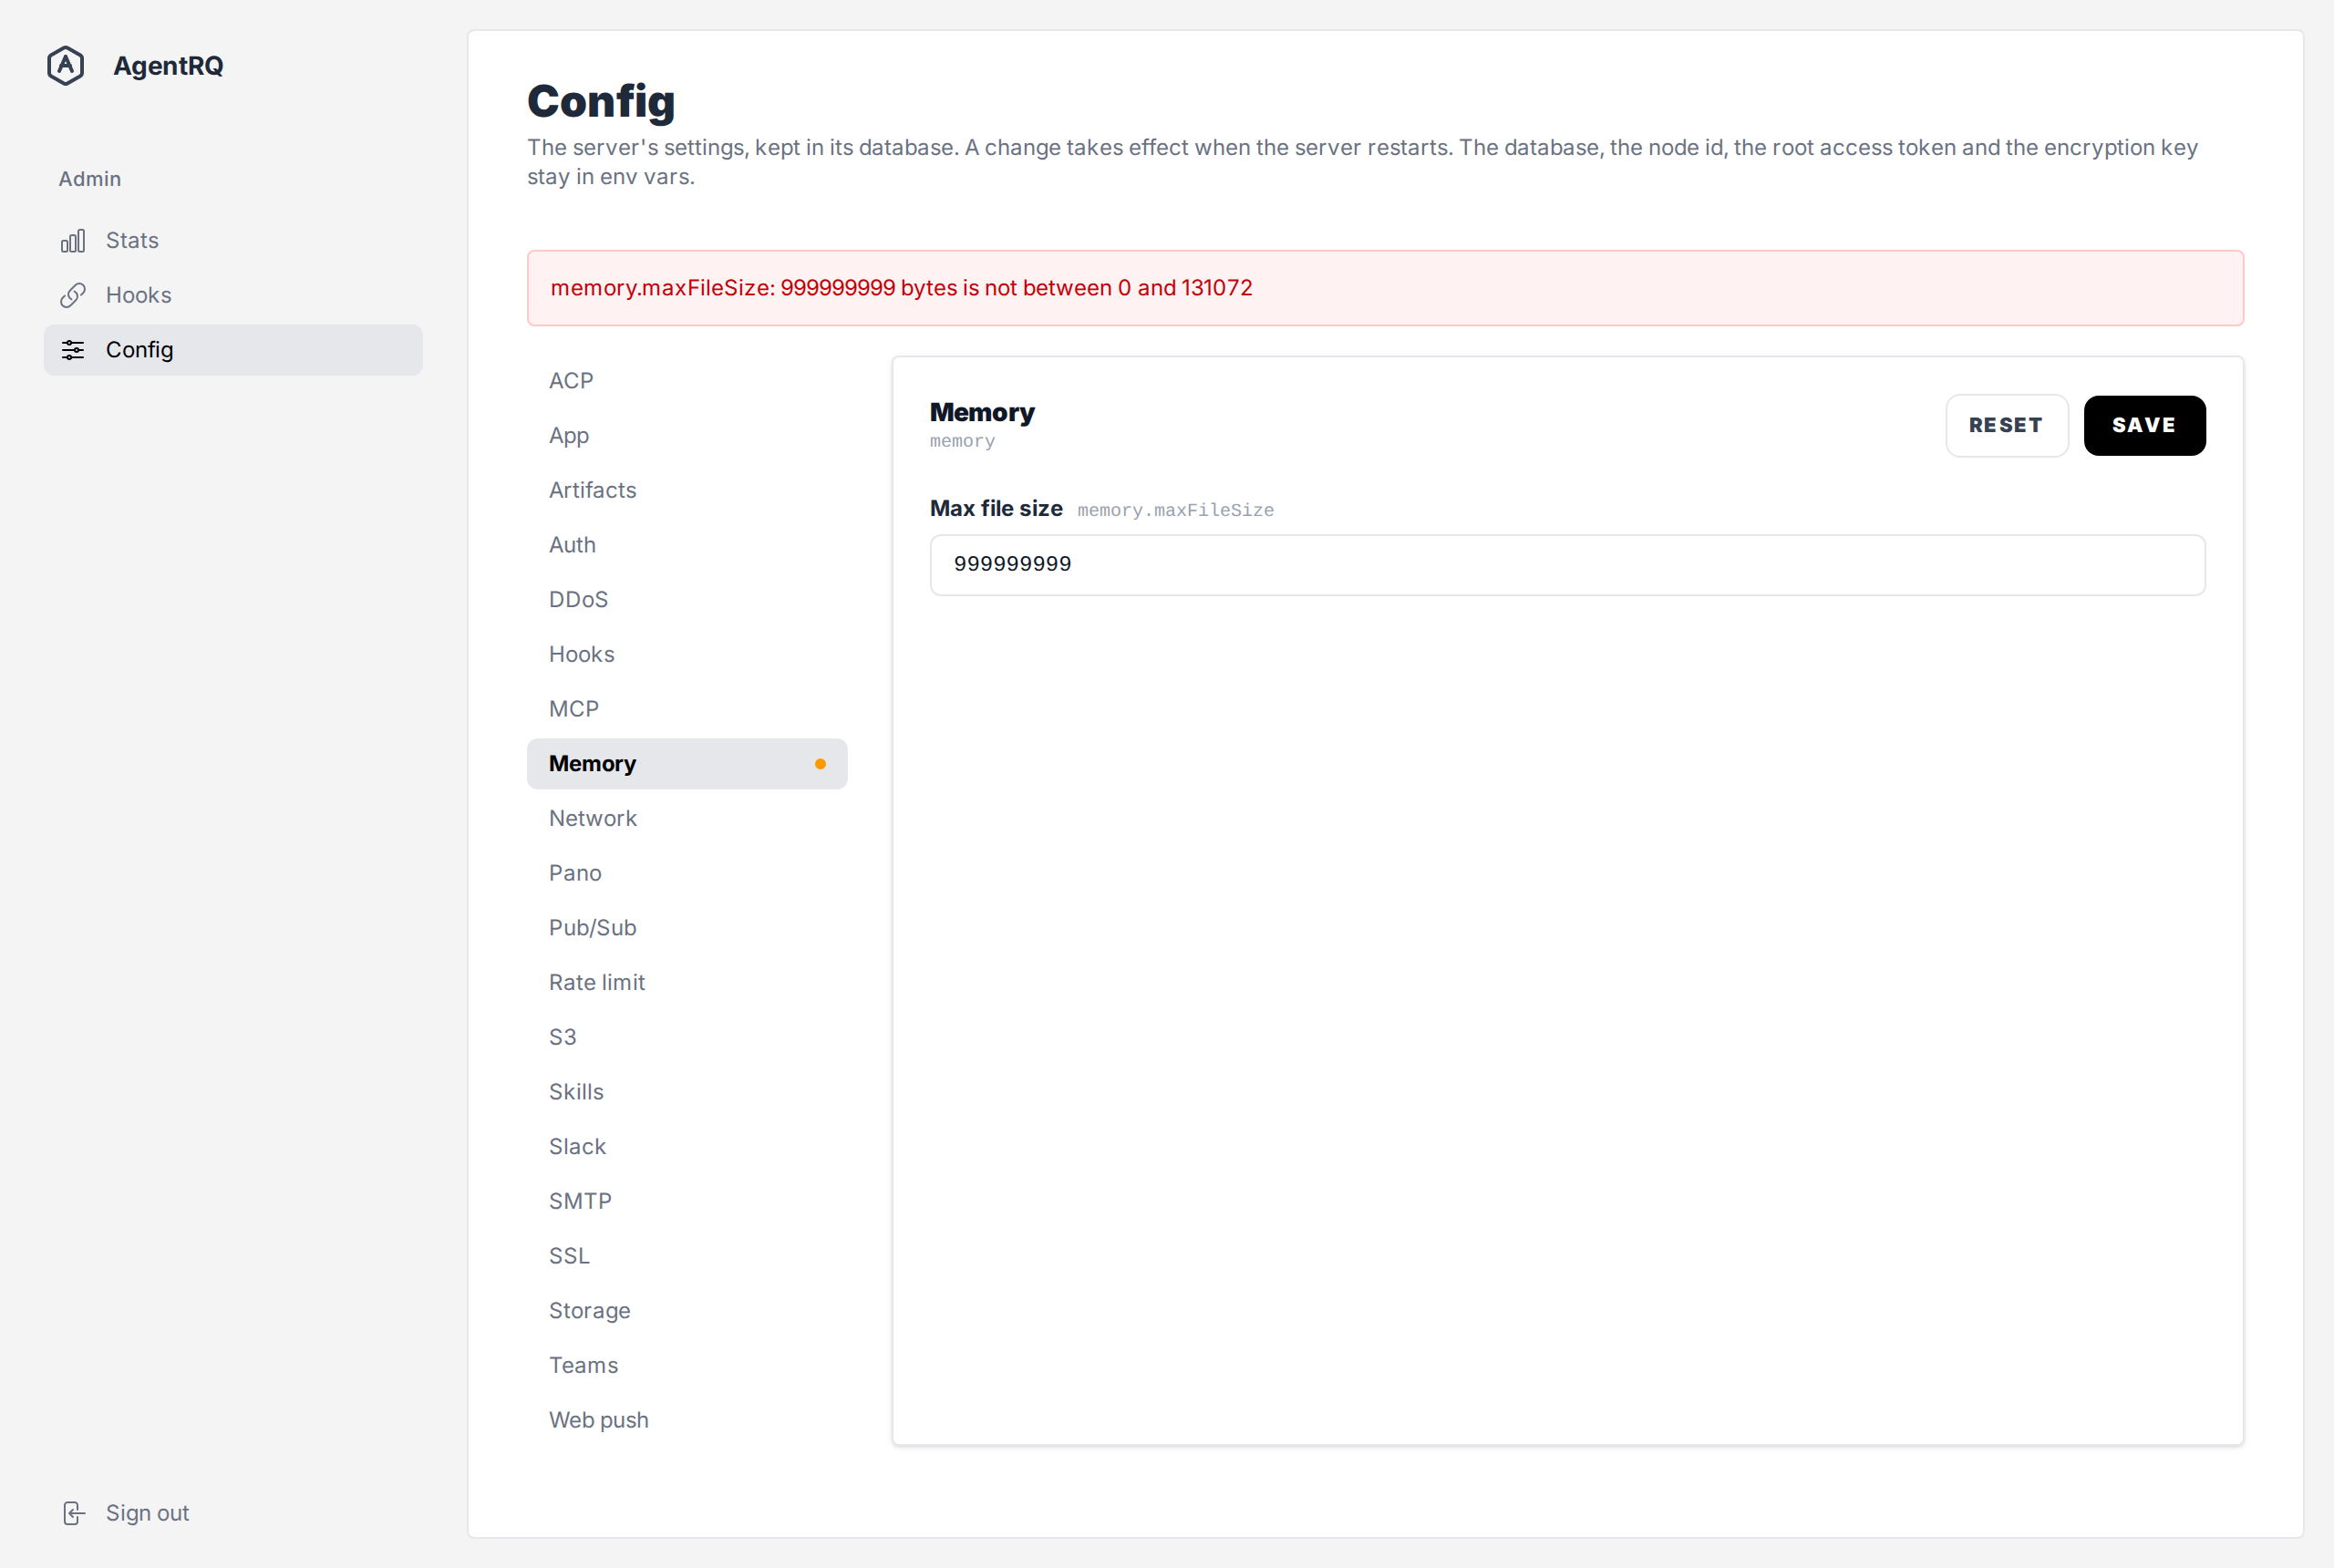 AgentRQ
Admin
Stats
Hooks
Config
Sign out
Config
The server's settings, kept in its database. A change takes effect when the server restarts. The database, the node id, the root access token and the encryption key
stay in env vars.
memory.maxFileSize: 999999999 bytes is not between 0 and 131072
ACP
App
Artifacts
Auth
DDoS
Hooks
MCP
Memory
Network
Pano
Pub/Sub
Rate limit
S3
Skills
Slack
SMTP
SSL
Storage
Teams
Web push
Memory
memory
RESET
SAVE
Max file size memory.maxFileSize
999999999